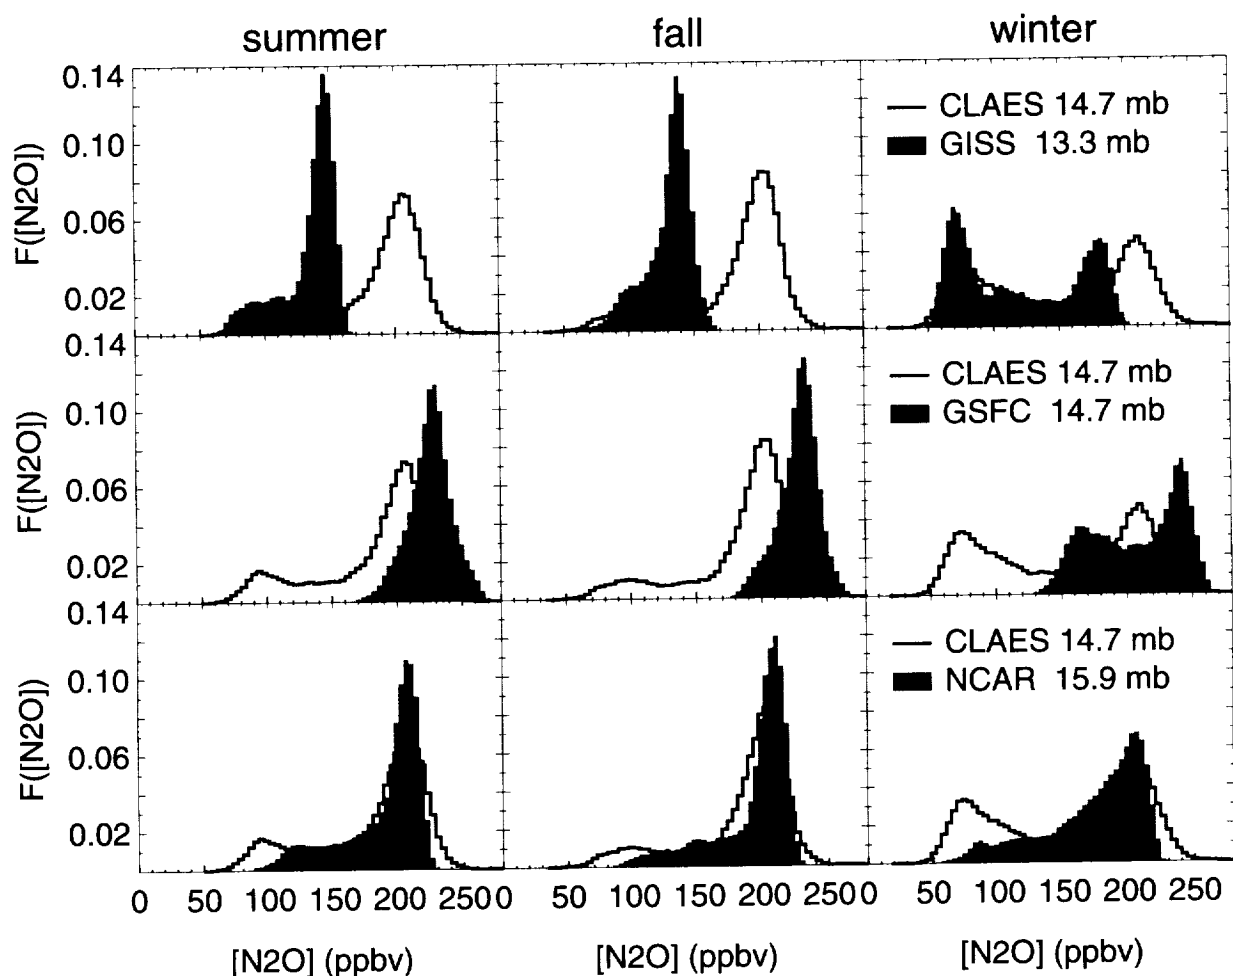 summer fall winter
0.14
0.10
0.06
0.02
F([N2O])
CLAES 14.7 mb
GISS 13.3 mb
0.14
0.10
0.06
0.02
F([N2O])
CLAES 14.7 mb
GSFC 14.7 mb
0.14
0.10
0.06
0.02
F([N2O])
CLAES 14.7 mb
NCAR 15.9 mb
0 50 100 150 200 250 0 50 100 150 200 250 0 50 100 150 200 250
[N2O] (ppbv) [N2O] (ppbv) [N2O] (ppbv)